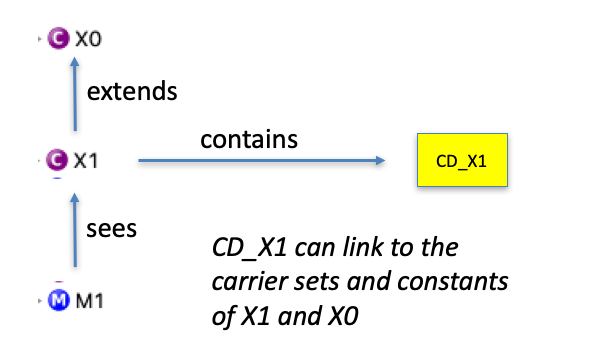 C X0
extends
contains
C X1
CD_X1
sees
CD_X1 can link to the
carrier sets and constants
of X1 and X0
M M1